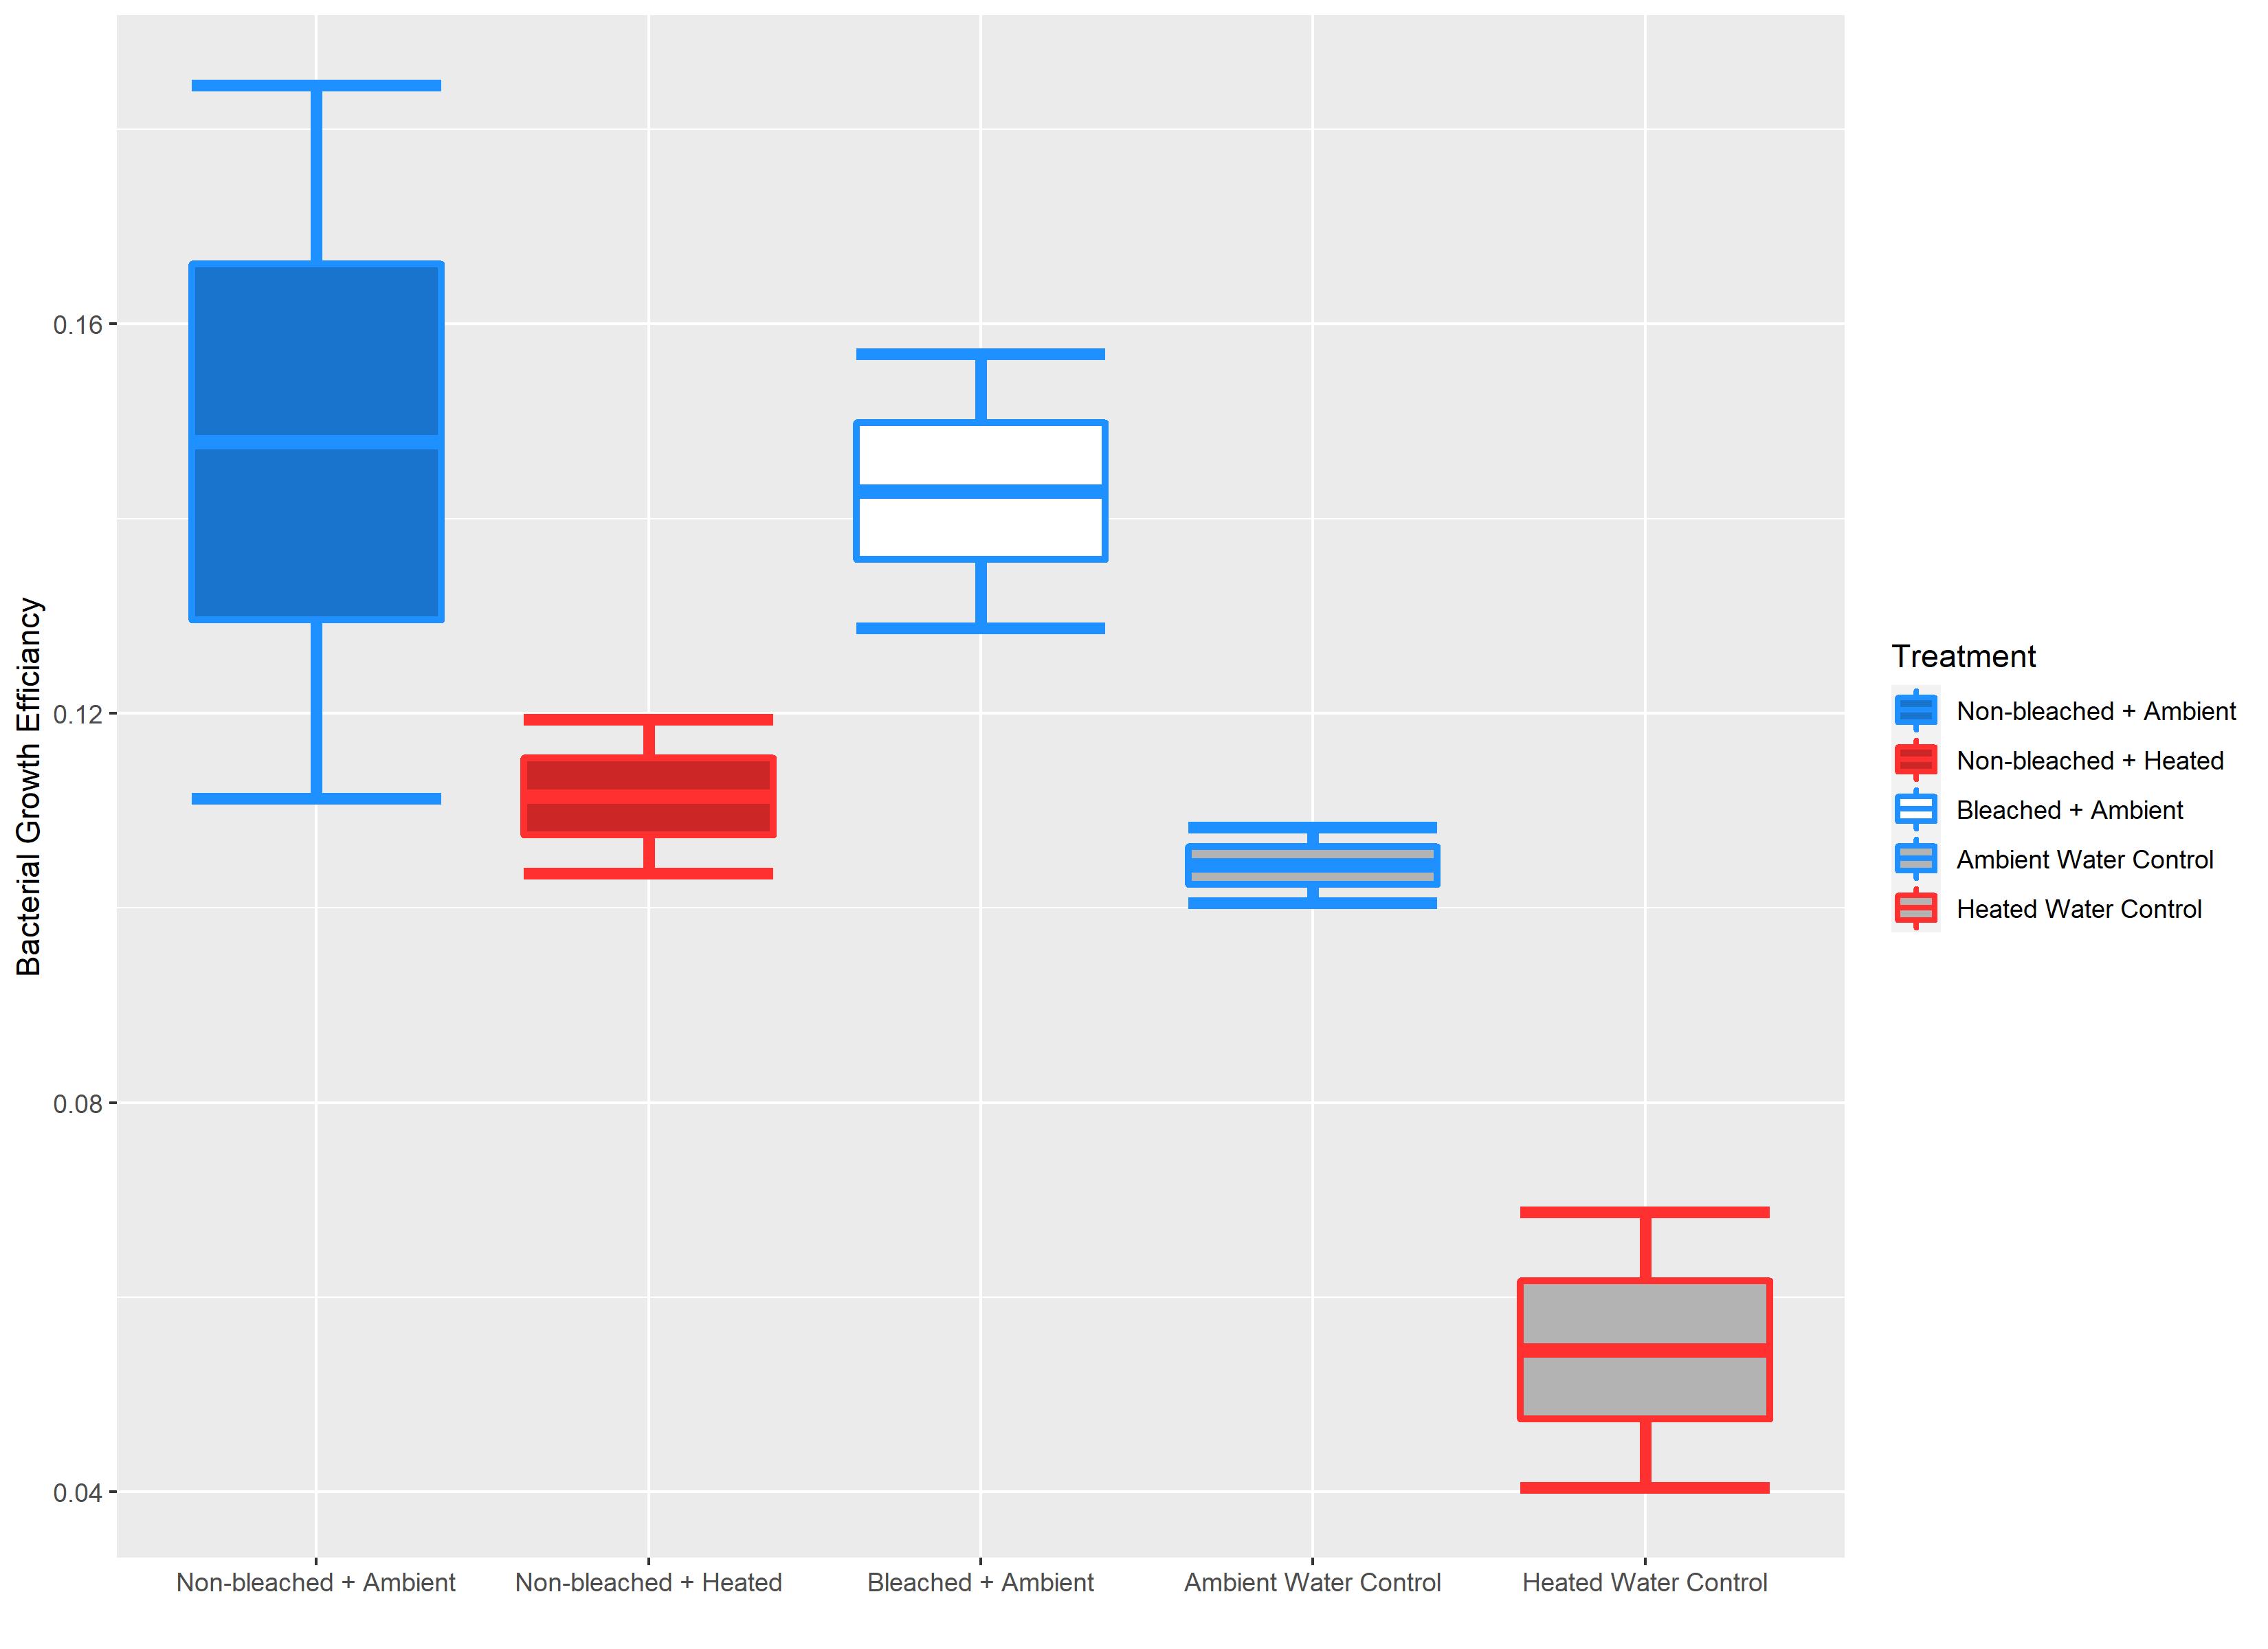 Bacterial Growth Efficiancy
0.16
0.12
0.08
0.04
Non-bleached + Ambient
Non-bleached + Heated
Bleached + Ambient
Ambient Water Control
Heated Water Control
Treatment
Non-bleached + Ambient
Non-bleached + Heated
Bleached + Ambient
Ambient Water Control
Heated Water Control